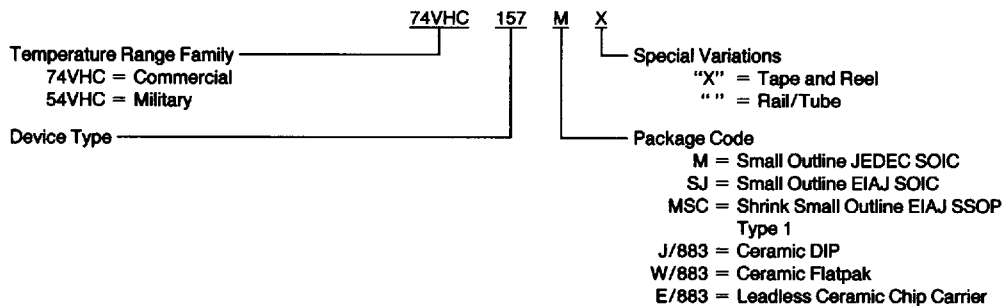 74VHC 157 M X
Temperature Range Family
74VHC = Commercial
54VHC = Military
Device Type
Special Variations
"X" = Tape and Reel
" " = Rail/Tube
Package Code
M = Small Outline JEDEC SOIC
SJ = Small Outline EIAJ SOIC
MSC = Shrink Small Outline EIAJ SSOP
Type 1
J/883 = Ceramic DIP
W/883 = Ceramic Flatpak
E/883 = Leadless Ceramic Chip Carrier